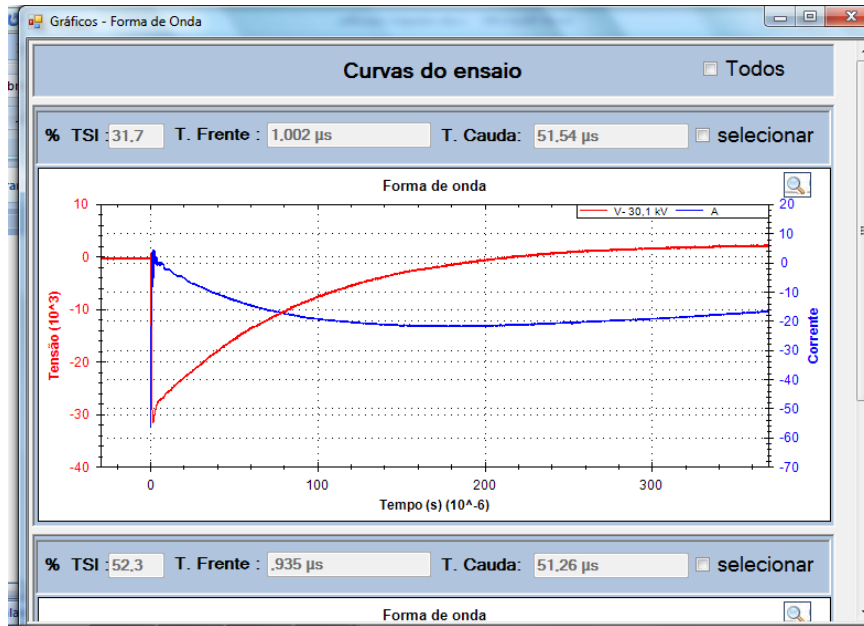 Gráficos - Forma de Onda
Curvas do ensaio
Todos
% TSI : 31,7 T. Frente : 1,002 µs T. Cauda: 51,54 µs selecionar
Forma de onda
V- 30,1 kV A
10
0
-10
-20
-30
-40
Tensão (10^3)
20
10
0
-10
-20
-30
-40
-50
-60
-70
Corrente
0 100 200 300
Tempo (s) (10^-6)
% TSI : 52,3 T. Frente : ,935 µs T. Cauda: 51,26 µs selecionar
Forma de onda